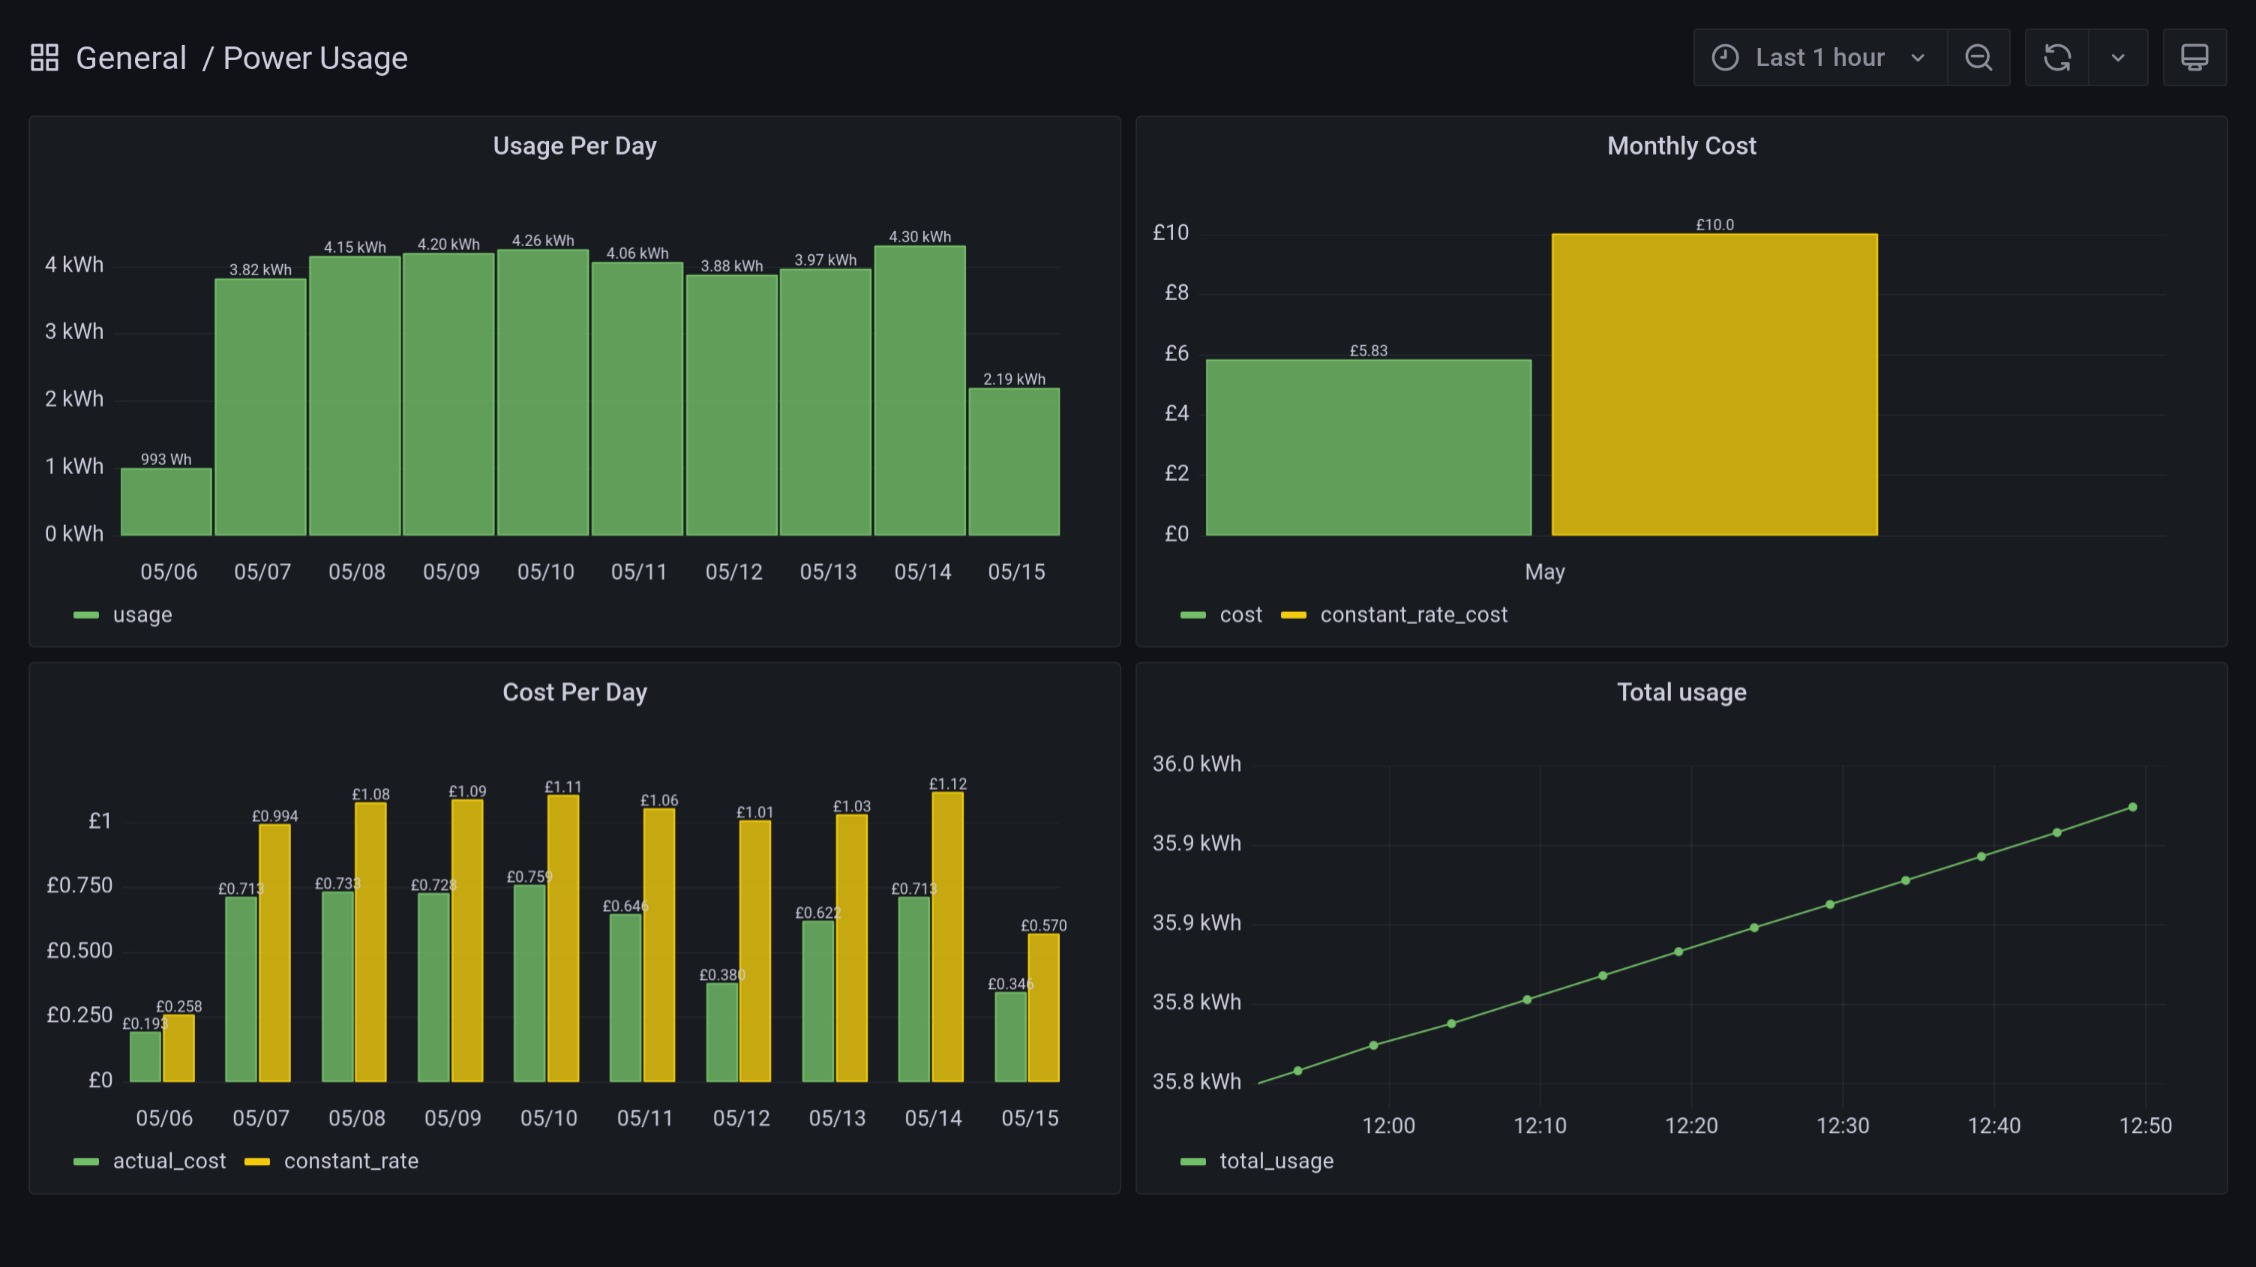 General / Power Usage
Last 1 hour
Usage Per Day
4 kWh
3 kWh
2 kWh
1 kWh
0 kWh
993 Wh
3.82 kWh
4.15 kWh
4.20 kWh
4.26 kWh
4.06 kWh
3.88 kWh
3.97 kWh
4.30 kWh
2.19 kWh
05/06 05/07 05/08 05/09 05/10 05/11 05/12 05/13 05/14 05/15
usage
Monthly Cost
£10
£8
£6
£4
£2
£0
£5.83
£10.0
May
cost constant_rate_cost
Cost Per Day
£1
£0.750
£0.500
£0.250
£0
£0.193
£0.258
£0.713
£0.994
£0.733
£1.08
£0.728
£1.09
£0.759
£1.11
£0.646
£1.06
£0.380
£1.01
£0.622
£1.03
£0.713
£1.12
£0.346
£0.570
05/06 05/07 05/08 05/09 05/10 05/11 05/12 05/13 05/14 05/15
actual_cost constant_rate
Total usage
36.0 kWh
35.9 kWh
35.9 kWh
35.8 kWh
35.8 kWh
12:00 12:10 12:20 12:30 12:40 12:50
total_usage